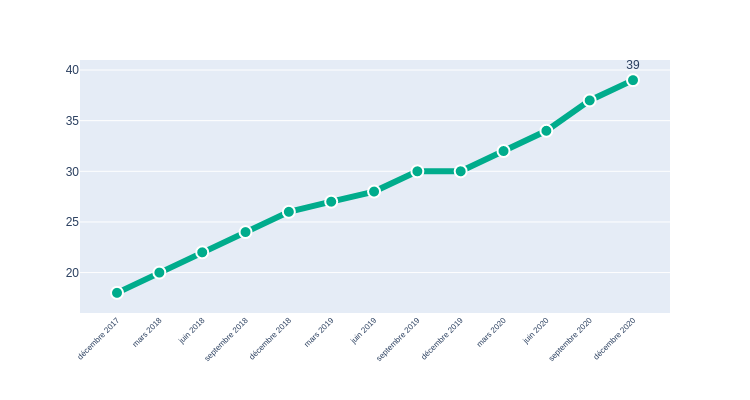 39
40
35
30
25
20
décembre 2017
mars 2018
juin 2018
septembre 2018
décembre 2018
mars 2019
juin 2019
septembre 2019
décembre 2019
mars 2020
juin 2020
septembre 2020
décembre 2020